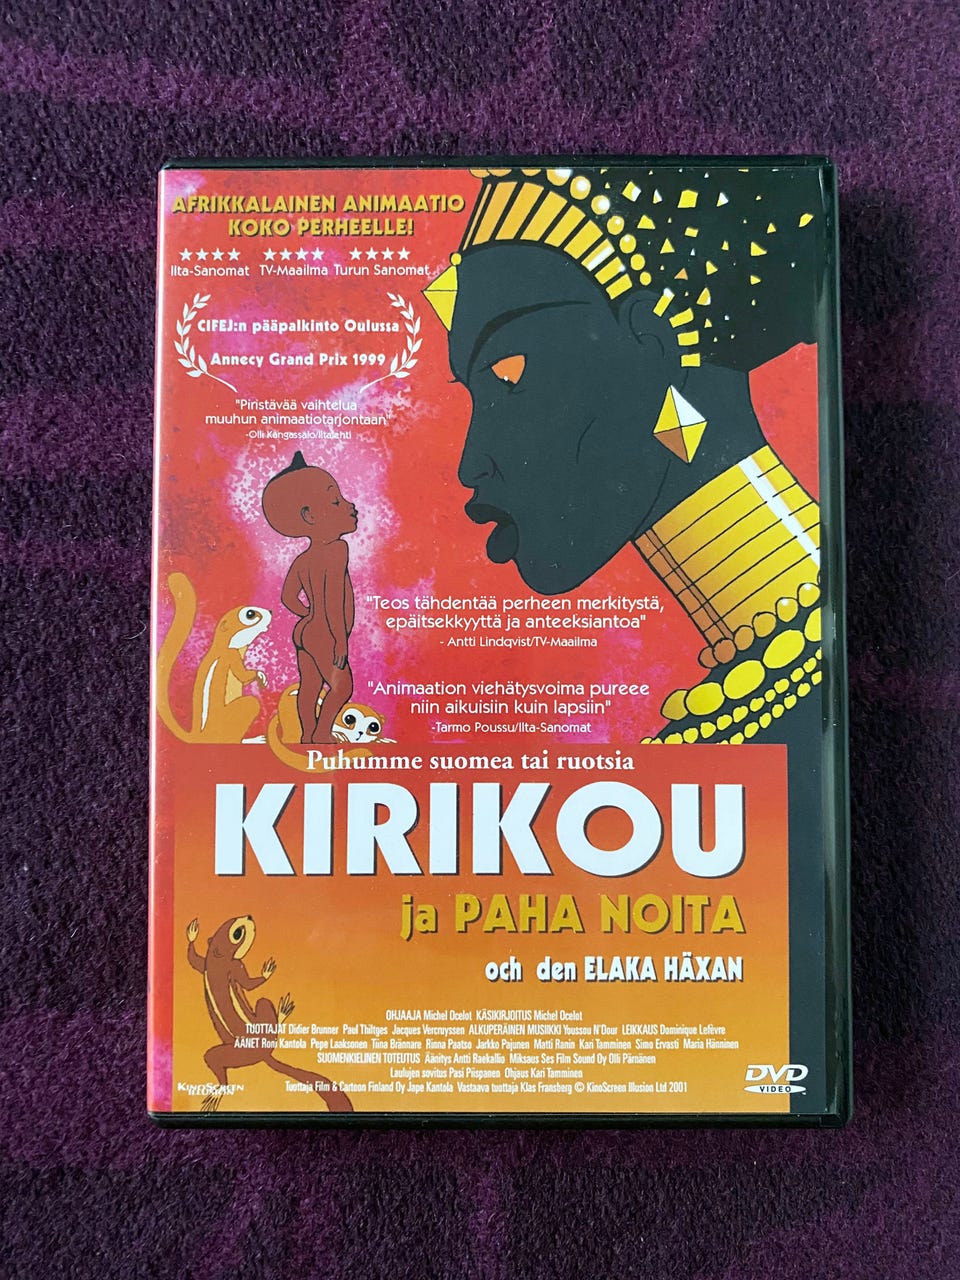 AFRIKKALAINEN ANIMAATIO
KOKO PERHEELLE!
Ilta-Sanomat TV-Maailma Turun Sanomat
CIFEJ:n pääpalkinto Oulussa
Annecy Grand Prix 1999
"Piristävää vaihtelua
muuhun animaatiotarjontaan"
-Olli Kangassalo/Iltalehti
"Teos tähdentää perheen merkitystä,
epäitsekkyyttä ja anteeksiantoa"
- Antti Lindqvist/TV-Maailma
"Animaation viehätysvoima pureee
niin aikuisiin kuin lapsiin"
-Tarmo Poussu/Ilta-Sanomat
Puhumme suomea tai ruotsia
KIRIKOU
ja PAHA NOITA
och den ELAKA HÄXAN
OHJAAJA Michel Ocelot KÄSIKIRJOITUS Michel Ocelot
TUOTTAJAT Didier Brunner Paul Thiltges Jacques Vercruyssen ALKUPERÄINEN MUSIIKKI Youssou N'Dour LEIKKAUS Dominique Lefèvre
ÄÄNET Roni Kantola Pepe Laaksonen Tiina Brännare Rinna Paatso Jarkko Pajunen Matti Ranin Kari Tamminen Simo Ervasti Maria Hänninen
SUOMENKIELINEN TOTEUTUS Äänitys Antti Raekallio Miksaus Ses Film Sound Oy Olli Pärnänen
Laulujen sovitus Pasi Piispanen Ohjaus Kari Tamminen
Tuottaja Film & Cartoon Finland Oy Jape Kantola Vastaava tuottaja Klas Fransberg © KinoScreen Illusion Ltd 2001
KINOSCREEN
ILLUSION
DVD
VIDEO